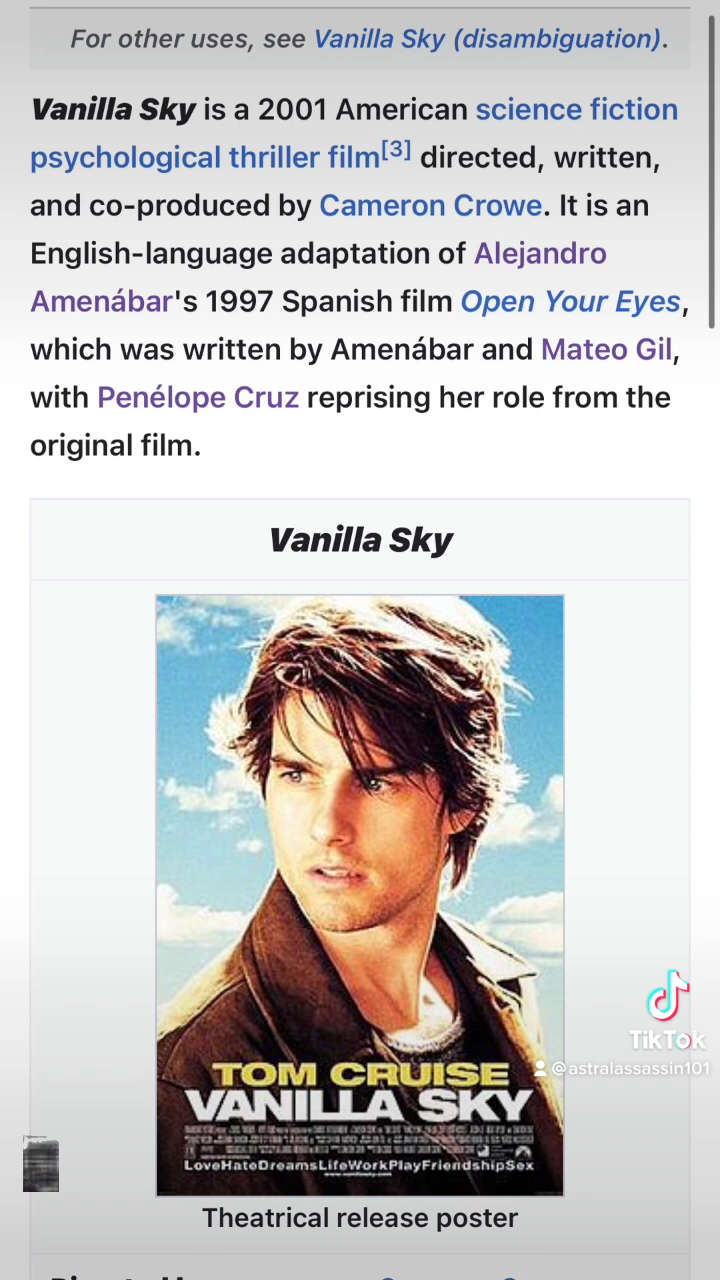 For other uses, see Vanilla Sky (disambiguation).
Vanilla Sky is a 2001 American science fiction
psychological thriller film[3] directed, written,
and co-produced by Cameron Crowe. It is an
English-language adaptation of Alejandro
Amenábar's 1997 Spanish film Open Your Eyes,
which was written by Amenábar and Mateo Gil,
with Penélope Cruz reprising her role from the
original film.
Vanilla Sky
TOM CRUISE
VANILLA SKY
LoveHateDreamsLifeWorkPlayFriendshipSex
www.vanillasky.com
TikTok
@astralassassin101
Theatrical release poster